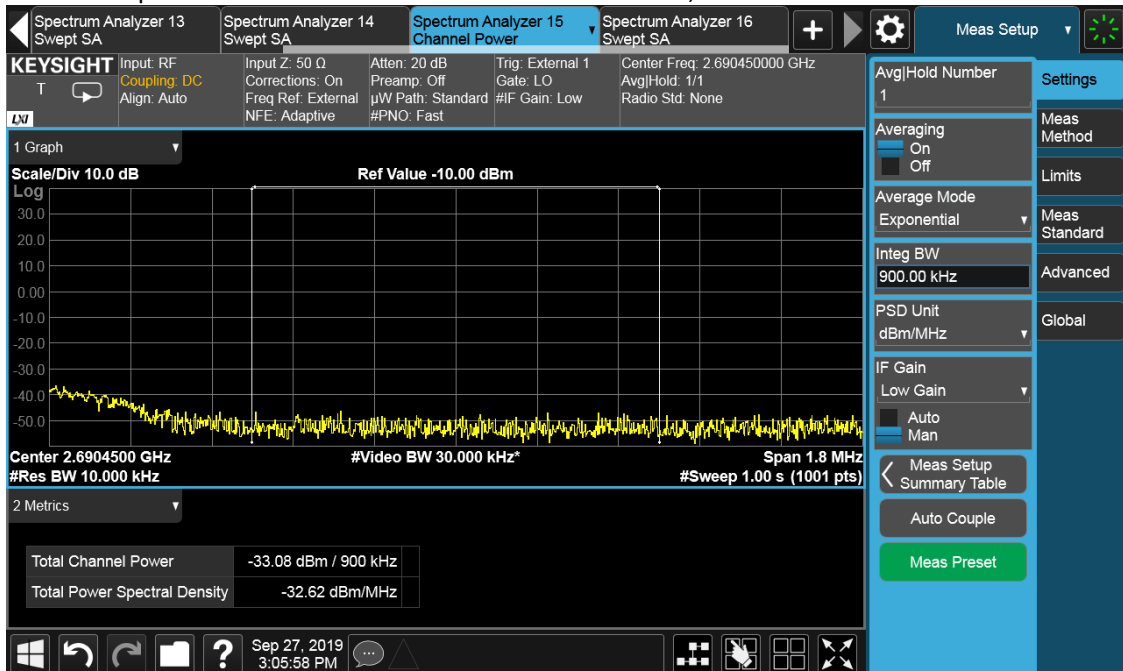 Spectrum Analyzer 13
Swept SA
Spectrum Analyzer 14
Swept SA
Spectrum Analyzer 15
Channel Power
Spectrum Analyzer 16
Swept SA
+
Meas Setup
KEYSIGHT
T
LXI
Input: RF
Coupling: DC
Align: Auto
Input Z: 50 Ω
Corrections: On
Freq Ref: External
NFE: Adaptive
Atten: 20 dB
Preamp: Off
µW Path: Standard
#PNO: Fast
Trig: External 1
Gate: LO
#IF Gain: Low
Center Freq: 2.690450000 GHz
Avg|Hold: 1/1
Radio Std: None
1 Graph
Scale/Div 10.0 dB
Ref Value -10.00 dBm
Log
30.0
20.0
10.0
0.00
-10.0
-20.0
-30.0
-40.0
-50.0
Center 2.6904500 GHz
#Video BW 30.000 kHz*
Span 1.8 MHz
#Res BW 10.000 kHz
#Sweep 1.00 s (1001 pts)
2 Metrics
Total Channel Power
-33.08 dBm / 900 kHz
Total Power Spectral Density
-32.62 dBm/MHz
Sep 27, 2019
3:05:58 PM
?
Avg|Hold Number
1
Averaging
On
Off
Average Mode
Exponential
Integ BW
900.00 kHz
PSD Unit
dBm/MHz
IF Gain
Low Gain
Auto
Man
Meas Setup
Summary Table
Auto Couple
Meas Preset
Settings
Meas
Method
Limits
Meas
Standard
Advanced
Global